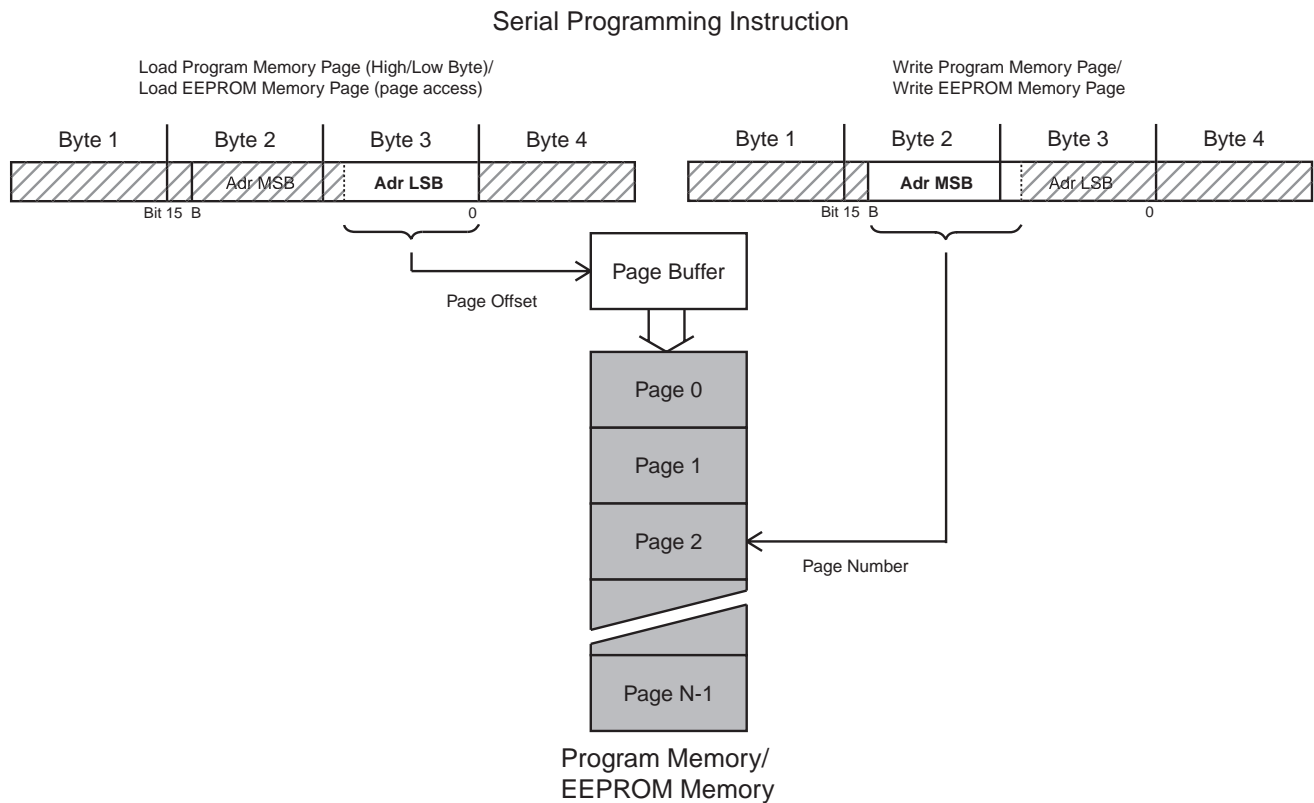 Serial Programming Instruction
Load Program Memory Page (High/Low Byte)/
Load EEPROM Memory Page (page access)
Write Program Memory Page/
Write EEPROM Memory Page
Byte 1 Byte 2 Byte 3 Byte 4
Byte 1 Byte 2 Byte 3 Byte 4
Adr MSB Adr LSB
Adr MSB Adr LSB
Bit 15 B 0
Bit 15 B 0
Page Buffer
Page Offset
Page 0
Page 1
Page 2
Page Number
Page N-1
Program Memory/
EEPROM Memory